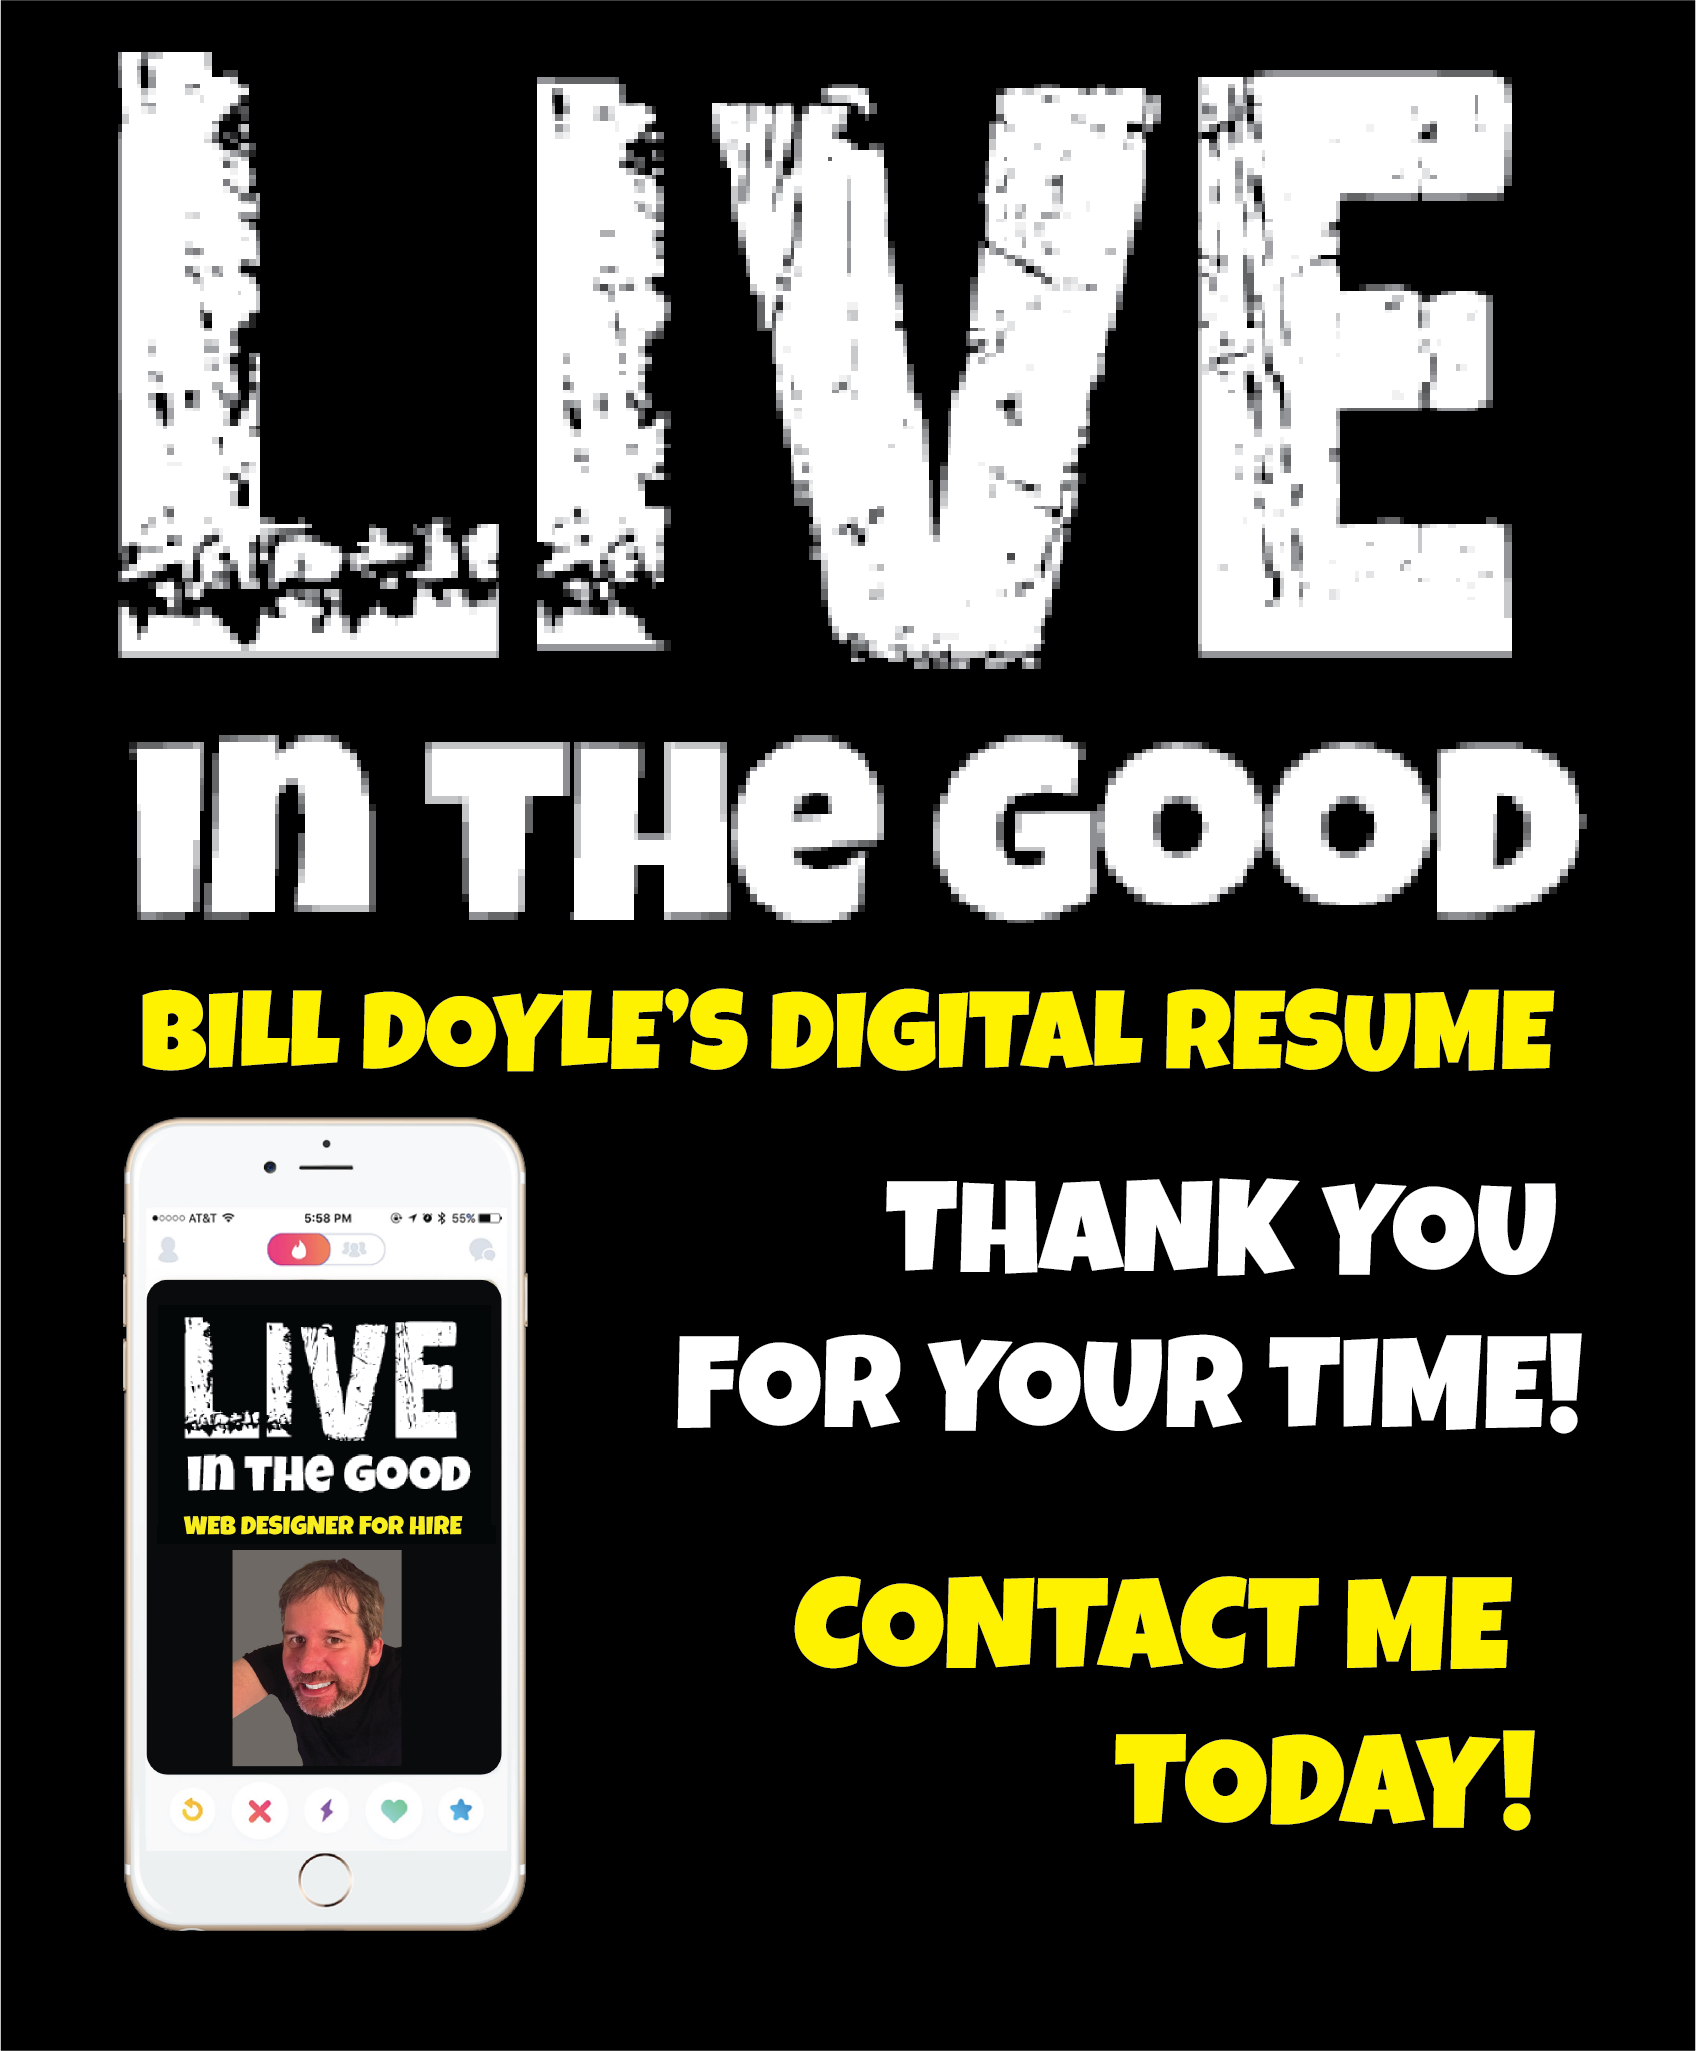 LIVE
In THe GOOD
BILL DOYLE'S DIGITAL RESUME
THANK YOU
FOR YOUR TIME!
CONTACT ME
TODAY!
AT&T 5:58 PM 55%
LIVE
In THe GOOD
WEB DESIGNER FOR HIRE